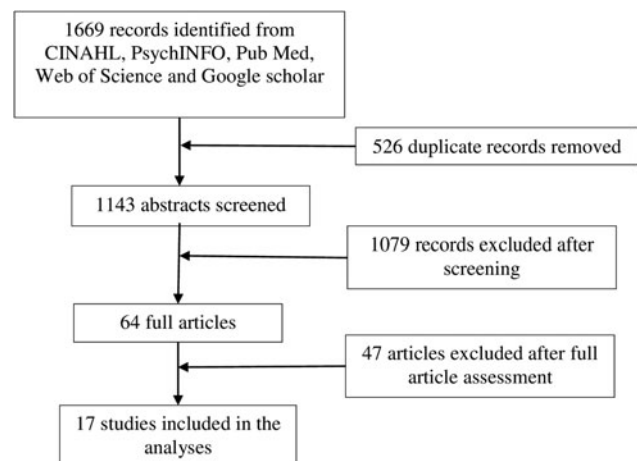 1669 records identified from
CINAHL, PsychINFO, Pub Med,
Web of Science and Google scholar
526 duplicate records removed
1143 abstracts screened
1079 records excluded after
screening
64 full articles
47 articles excluded after full
article assessment
17 studies included in the
analyses